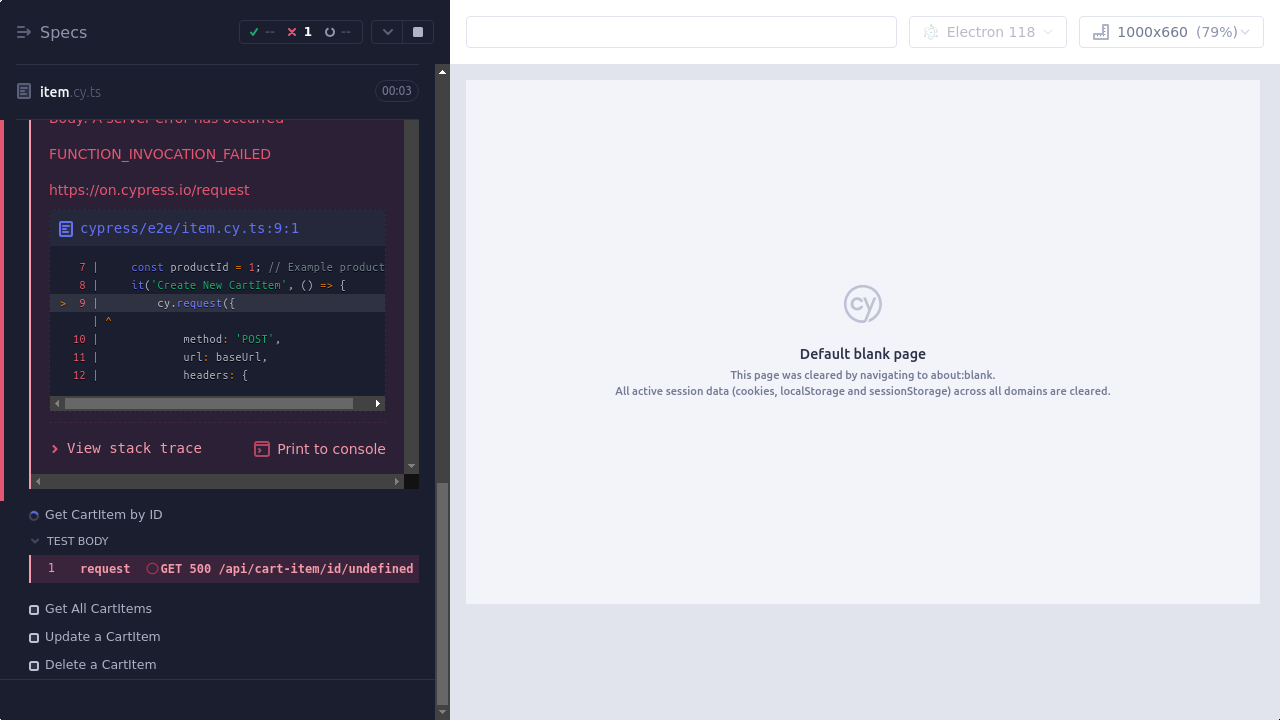 Specs
-- 1 --
Electron 118
1000x660 (79%)
item.cy.ts
00:03
Body: A server error has occurred
FUNCTION_INVOCATION_FAILED
https://on.cypress.io/request
cypress/e2e/item.cy.ts:9:1
7 | const productId = 1; // Example product
8 | it('Create New CartItem', () => {
> 9 | cy.request({
| ^
10 | method: 'POST',
11 | url: baseUrl,
12 | headers: {
View stack trace
Print to console
Get CartItem by ID
TEST BODY
1 request GET 500 /api/cart-item/id/undefined
Get All CartItems
Update a CartItem
Delete a CartItem
cy
Default blank page
This page was cleared by navigating to about:blank.
All active session data (cookies, localStorage and sessionStorage) across all domains are cleared.